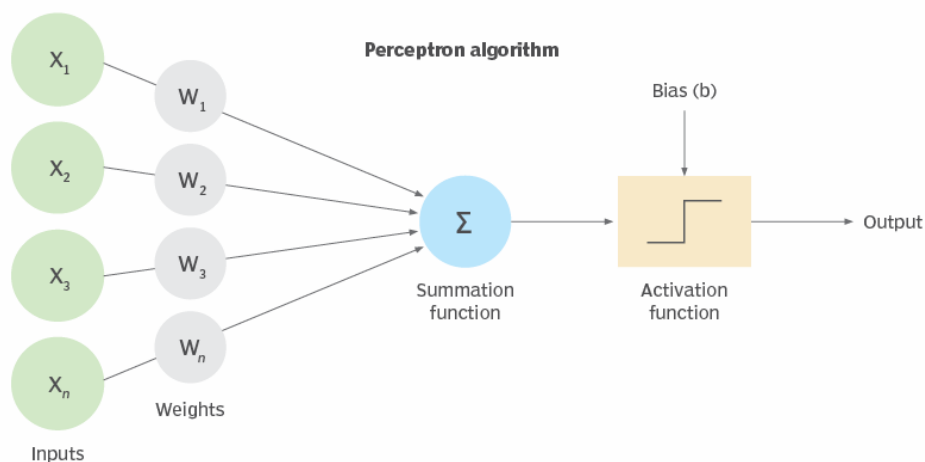 Perceptron algorithm
X1
X2
X3
Xn
Inputs
W1
W2
W3
Wn
Weights
Σ
Summation
function
Bias (b)
Activation
function
Output